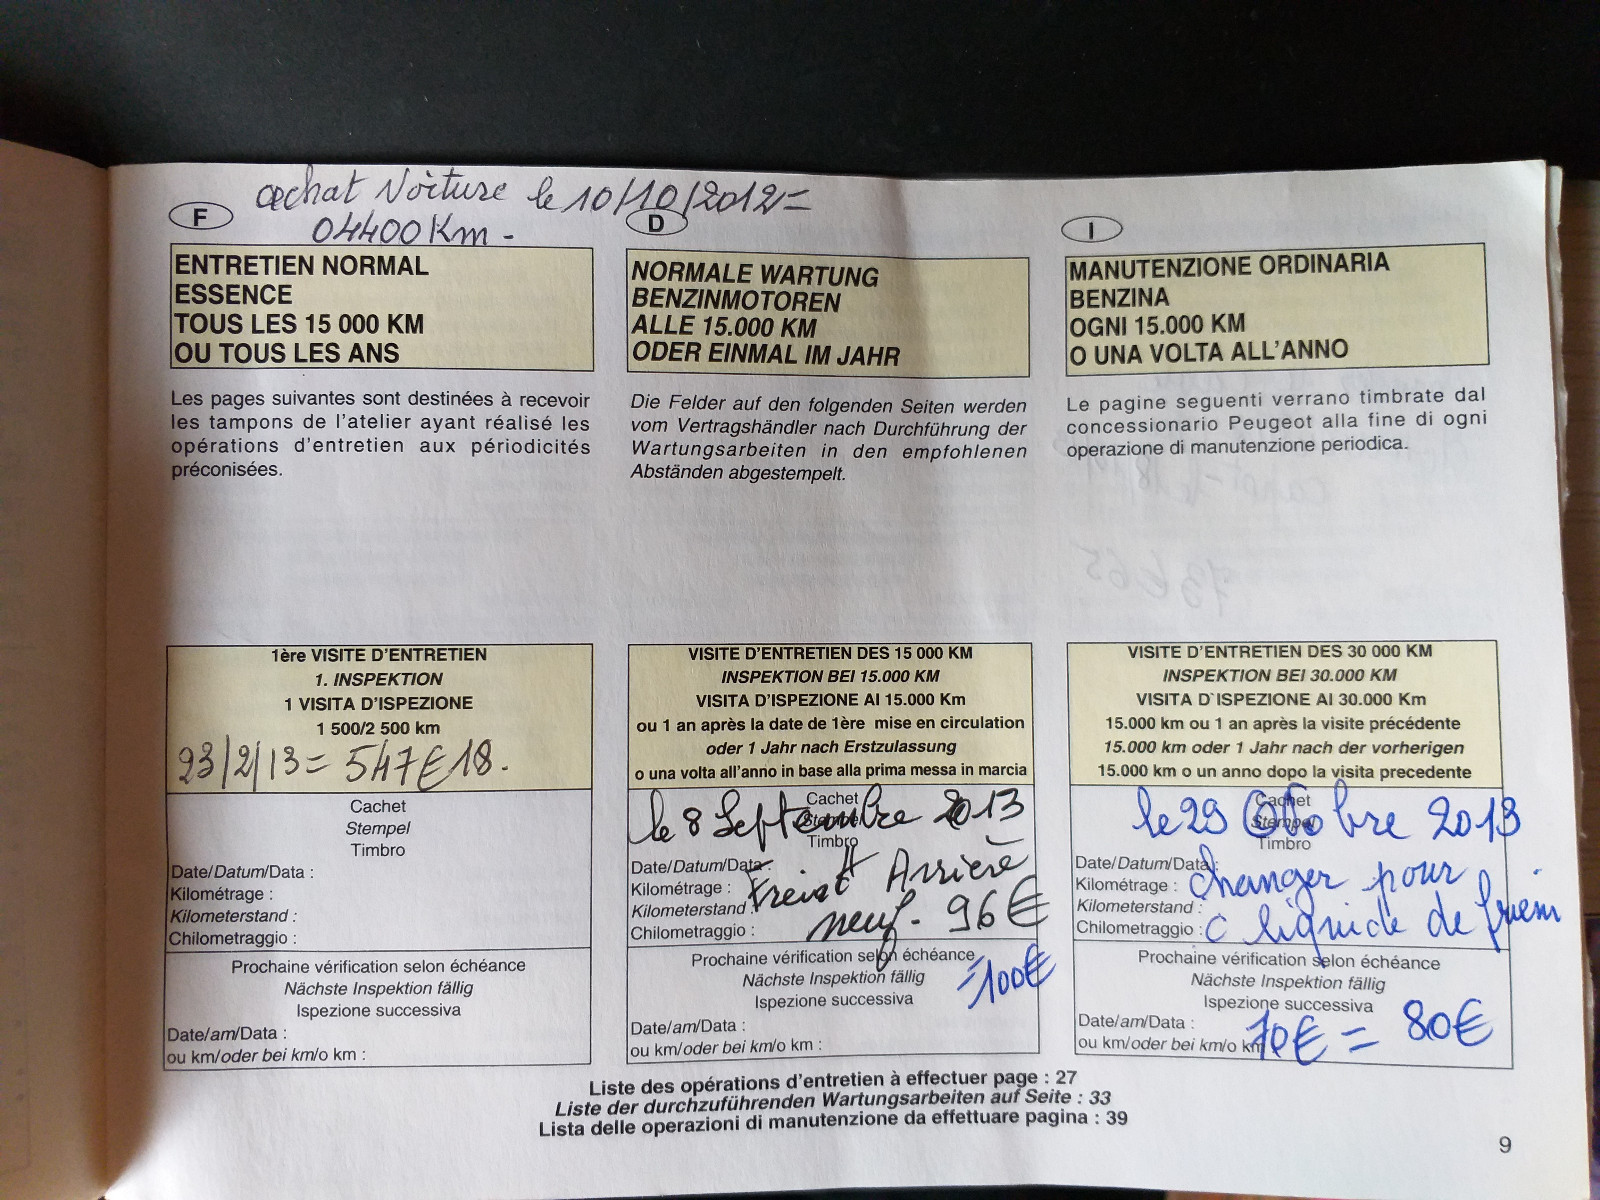 achat Voiture le 10/10/2012=
04400 Km -
F
ENTRETIEN NORMAL
ESSENCE
TOUS LES 15 000 KM
OU TOUS LES ANS
Les pages suivantes sont destinées à recevoir
les tampons de l'atelier ayant réalisé les
opérations d'entretien aux périodicités
préconisées.
D
NORMALE WARTUNG
BENZINMOTOREN
ALLE 15.000 KM
ODER EINMAL IM JAHR
Die Felder auf den folgenden Seiten werden
vom Vertragshändler nach Durchführung der
Wartungsarbeiten in den empfohlenen
Abständen abgestempelt.
I
MANUTENZIONE ORDINARIA
BENZINA
OGNI 15.000 KM
O UNA VOLTA ALL'ANNO
Le pagine seguenti verrano timbrate dal
concessionario Peugeot alla fine di ogni
operazione di manutenzione periodica.
1ère VISITE D'ENTRETIEN
1. INSPEKTION
1 VISITA D'ISPEZIONE
1 500/2 500 km
23/2/13= 547€18.
Cachet
Stempel
Timbro
Date/Datum/Data :
Kilométrage :
Kilometerstand :
Chilometraggio :
Prochaine vérification selon échéance
Nächste Inspektion fällig
Ispezione successiva
Date/am/Data :
ou km/oder bei km/o km :
VISITE D'ENTRETIEN DES 15 000 KM
INSPEKTION BEI 15.000 KM
VISITA D'ISPEZIONE AI 15.000 Km
ou 1 an après la date de 1ère mise en circulation
oder 1 Jahr nach Erstzulassung
o una volta all'anno in base alla prima messa in marcia
Cachet
le 8 Septembre 2013
Stempel
Timbro
Date/Datum/Data :
Arrière
Kilométrage :
Kilometerstand :
neuf - 96€
Chilometraggio :
Prochaine vérification selon échéance
=100€
Nächste Inspektion fällig
Ispezione successiva
Date/am/Data :
ou km/oder bei km/o km :
VISITE D'ENTRETIEN DES 30 000 KM
INSPEKTION BEI 30.000 KM
VISITA D`ISPEZIONE AI 30.000 Km
15.000 km ou 1 an après la visite précédente
15.000 km oder 1 Jahr nach der vorherigen
15.000 km o un anno dopo la visita precedente
Cachet
le 29 Octobre 2013
Stempel
Timbro
Date/Datum/Data :
Kilométrage :
changer pour
Kilometerstand :
Chilometraggio :
liquide de
Prochaine vérification selon échéance
Nächste Inspektion fällig
Ispezione successiva
Date/am/Data :
70€ = 80€
ou km/oder bei km/o km
Liste des opérations d'entretien à effectuer page : 27
Liste der durchzuführenden Wartungsarbeiten auf Seite : 33
Lista delle operazioni di manutenzione da effettuare pagina : 39
9